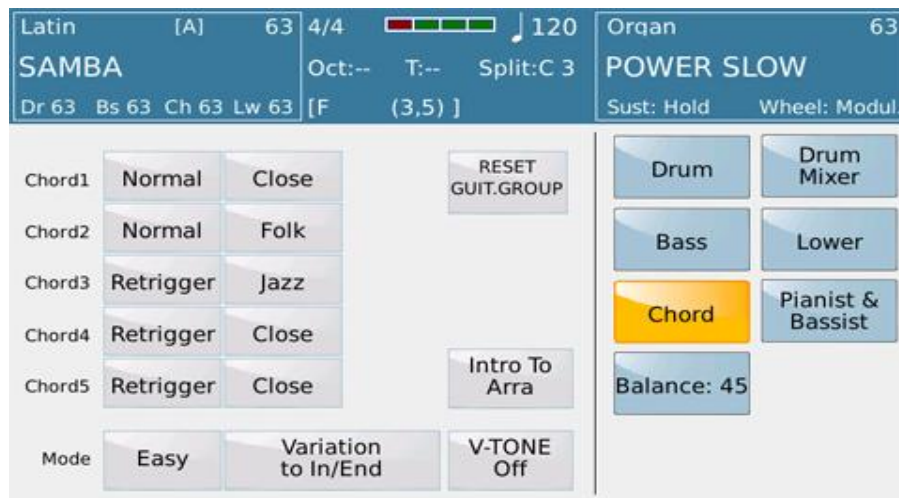 Latin [A] 63 4/4 120 Organ 63
SAMBA Oct:-- T:-- Split:C 3 POWER SLOW
Dr 63 Bs 63 Ch 63 Lw 63 [F (3,5) ] Sust: Hold Wheel: Modul.
Chord1 Normal Close
RESET
GUIT.GROUP
Chord2 Normal Folk
Chord3 Retrigger Jazz
Chord4 Retrigger Close
Chord5 Retrigger Close
Intro To
Arra
Mode Easy
Variation
to In/End
V-TONE
Off
Drum
Drum
Mixer
Bass
Lower
Chord
Pianist &
Bassist
Balance: 45